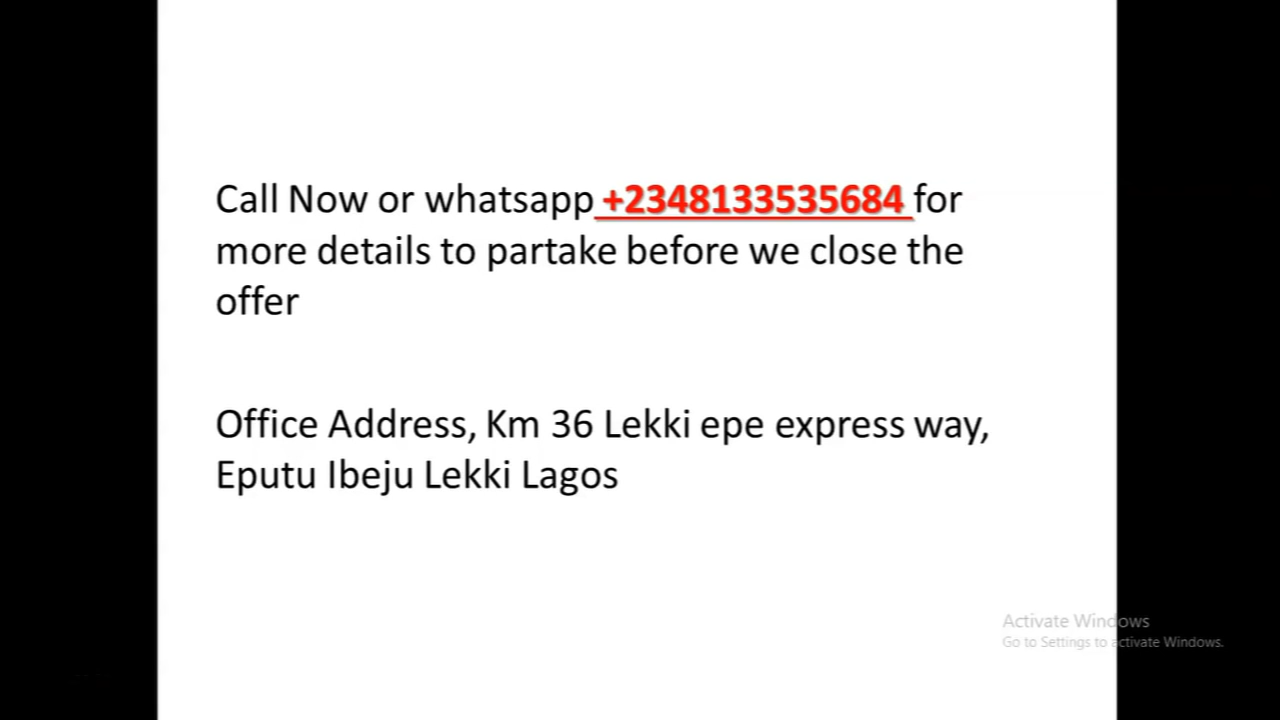 Call Now or whatsapp +2348133535684 for
more details to partake before we close the
offer
Office Address, Km 36 Lekki epe express way,
Eputu Ibeju Lekki Lagos
Activate Windows
Go to Settings to activate Windows.